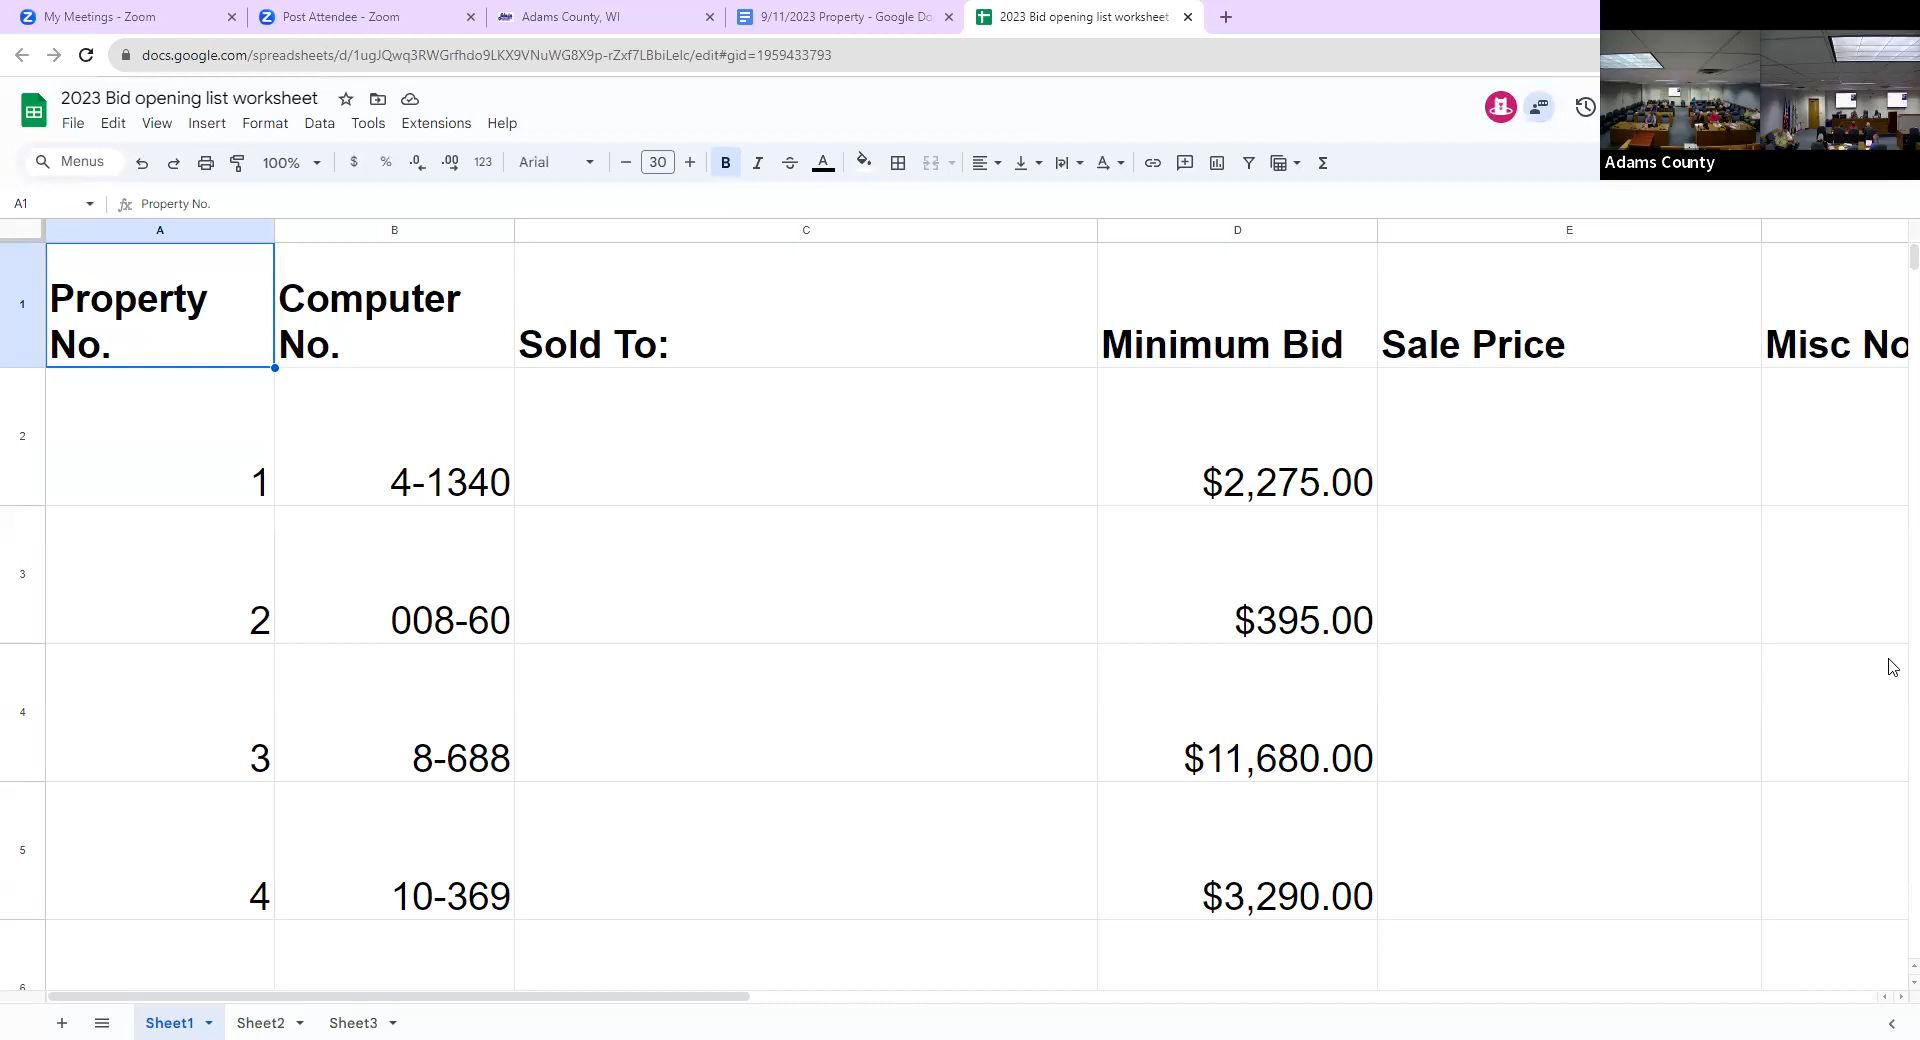 My Meetings - Zoom
Post Attendee - Zoom
Adams County, WI
9/11/2023 Property - Google Do
2023 Bid opening list worksheet
docs.google.com/spreadsheets/d/1ugJQwq3RWGrfhdo9LKX9VNuWG8X9p-rZxf7LBbiLelc/edit#gid=1959433793
2023 Bid opening list worksheet
File Edit View Insert Format Data Tools Extensions Help
Adams County
Menus 100% $ % .0 .00 123 Arial 30 B I A
A1 fx Property No.
A B C D E
1 Property No. Computer No. Sold To: Minimum Bid Sale Price Misc No
2 1 4-1340 $2,275.00
3 2 008-60 $395.00
4 3 8-688 $11,680.00
5 4 10-369 $3,290.00
6
Sheet1 Sheet2 Sheet3